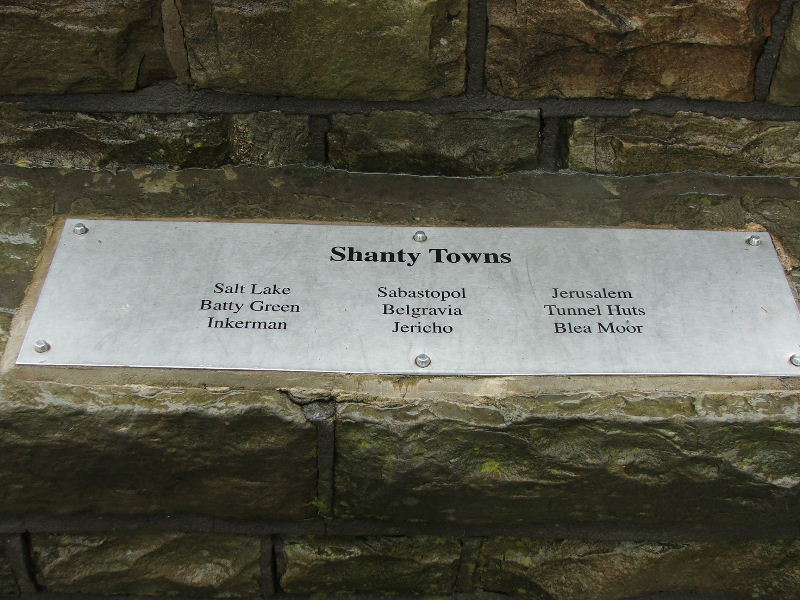 Shanty Towns
Salt Lake
Batty Green
Inkerman
Sabastopol
Belgravia
Jericho
Jerusalem
Tunnel Huts
Blea Moor